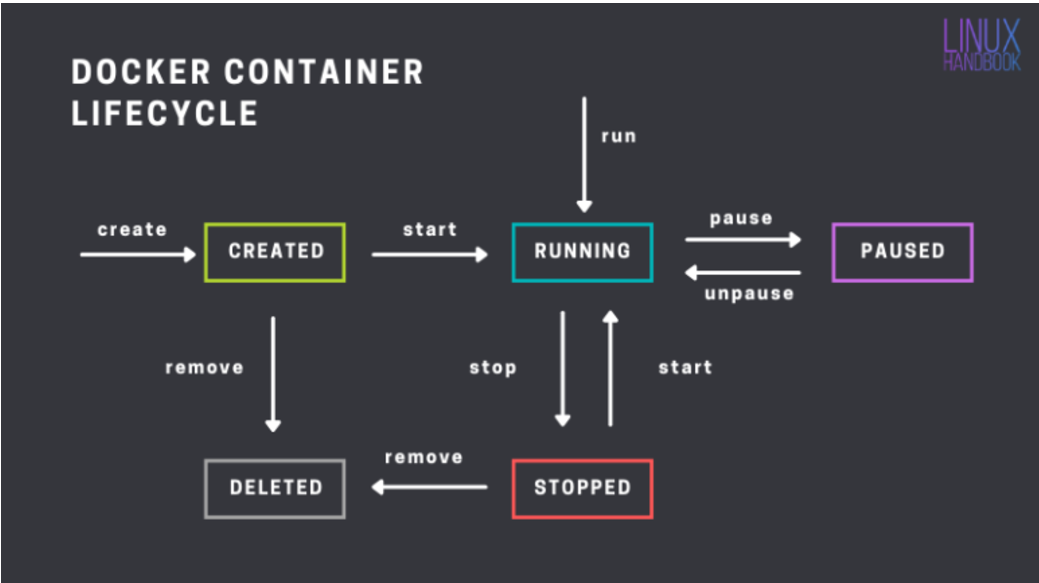 LINUX
HANDBOOK
DOCKER CONTAINER
LIFECYCLE
run
create
CREATED
start
RUNNING
pause
unpause
PAUSED
remove
stop
start
DELETED
remove
STOPPED